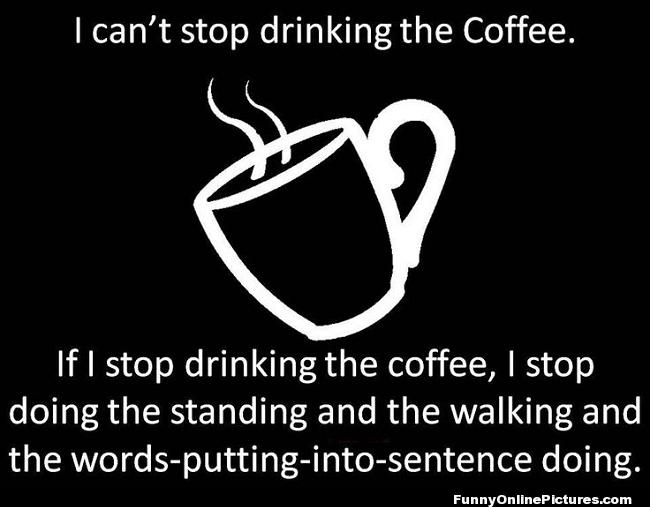 I can't stop drinking the Coffee.
If I stop drinking the coffee, I stop
doing the standing and the walking and
the words-putting-into-sentence doing.
FunnyOnlinePictures.com